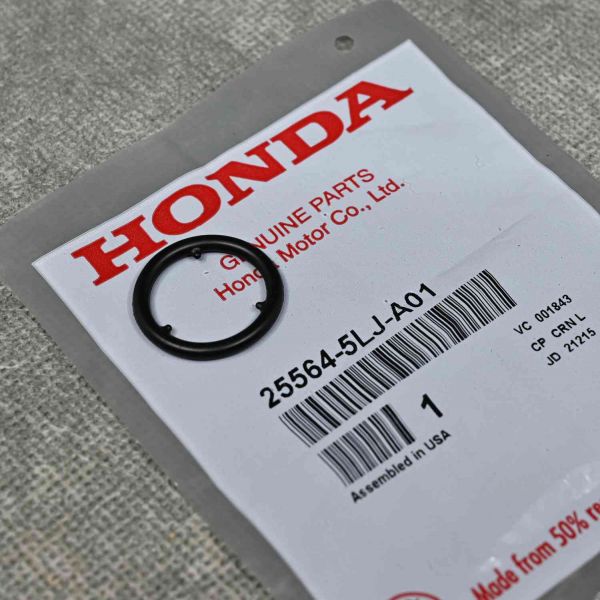 HONDA
GENUINE PARTS
Honda Motor Co., Ltd.
25564-5LJ-A01
VC 001843
CP CRN L
JD 21215
1
Assembled in USA
Made from 50%